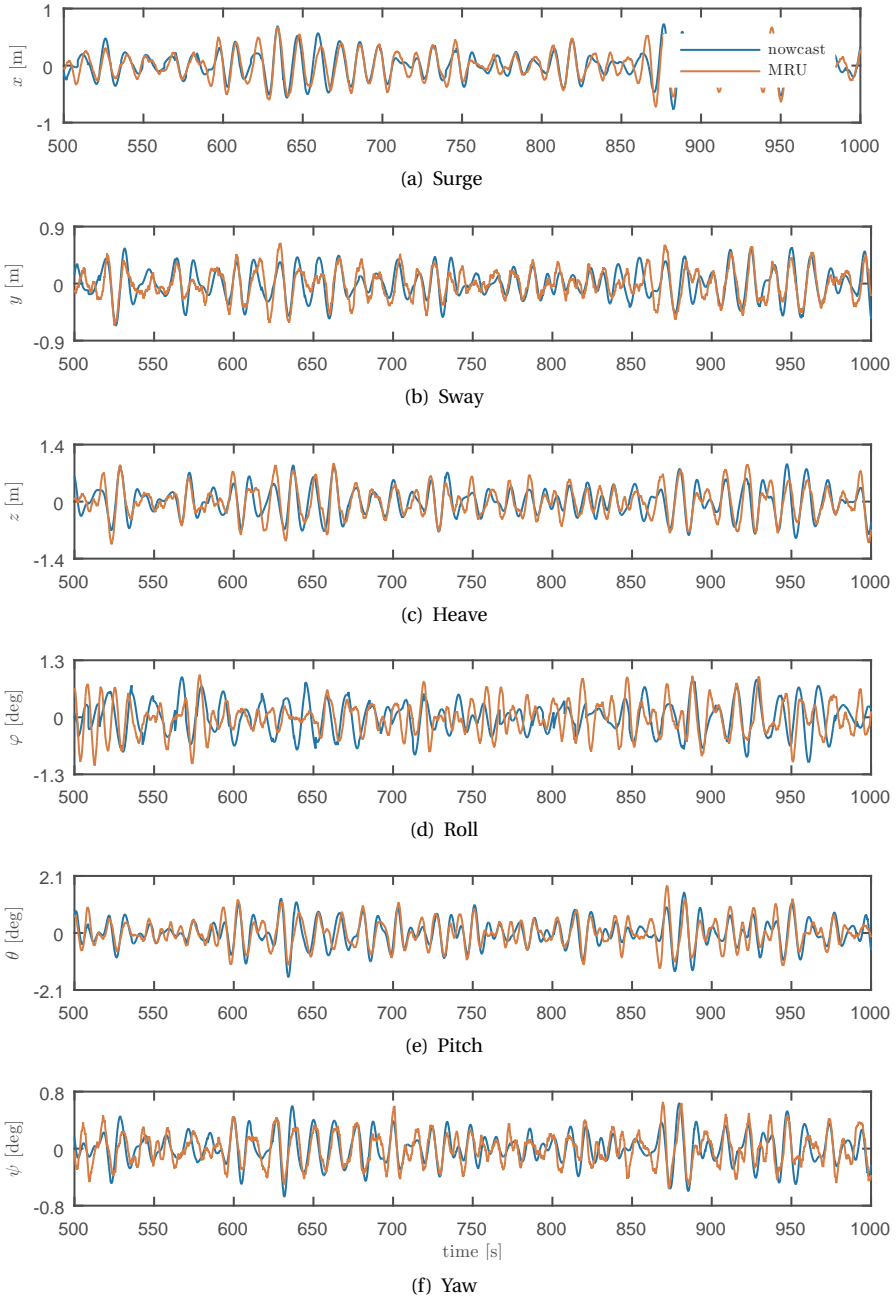 1
0
-1
x [m]
nowcast
MRU
500 550 600 650 700 750 800 850 900 950 1000
(a) Surge
0.9
0
-0.9
y [m]
500 550 600 650 700 750 800 850 900 950 1000
(b) Sway
1.4
0
-1.4
z [m]
500 550 600 650 700 750 800 850 900 950 1000
(c) Heave
1.3
0
-1.3
φ [deg]
500 550 600 650 700 750 800 850 900 950 1000
(d) Roll
2.1
0
-2.1
θ [deg]
500 550 600 650 700 750 800 850 900 950 1000
(e) Pitch
0.8
0
-0.8
ψ [deg]
500 550 600 650 700 750 800 850 900 950 1000
time [s]
(f) Yaw